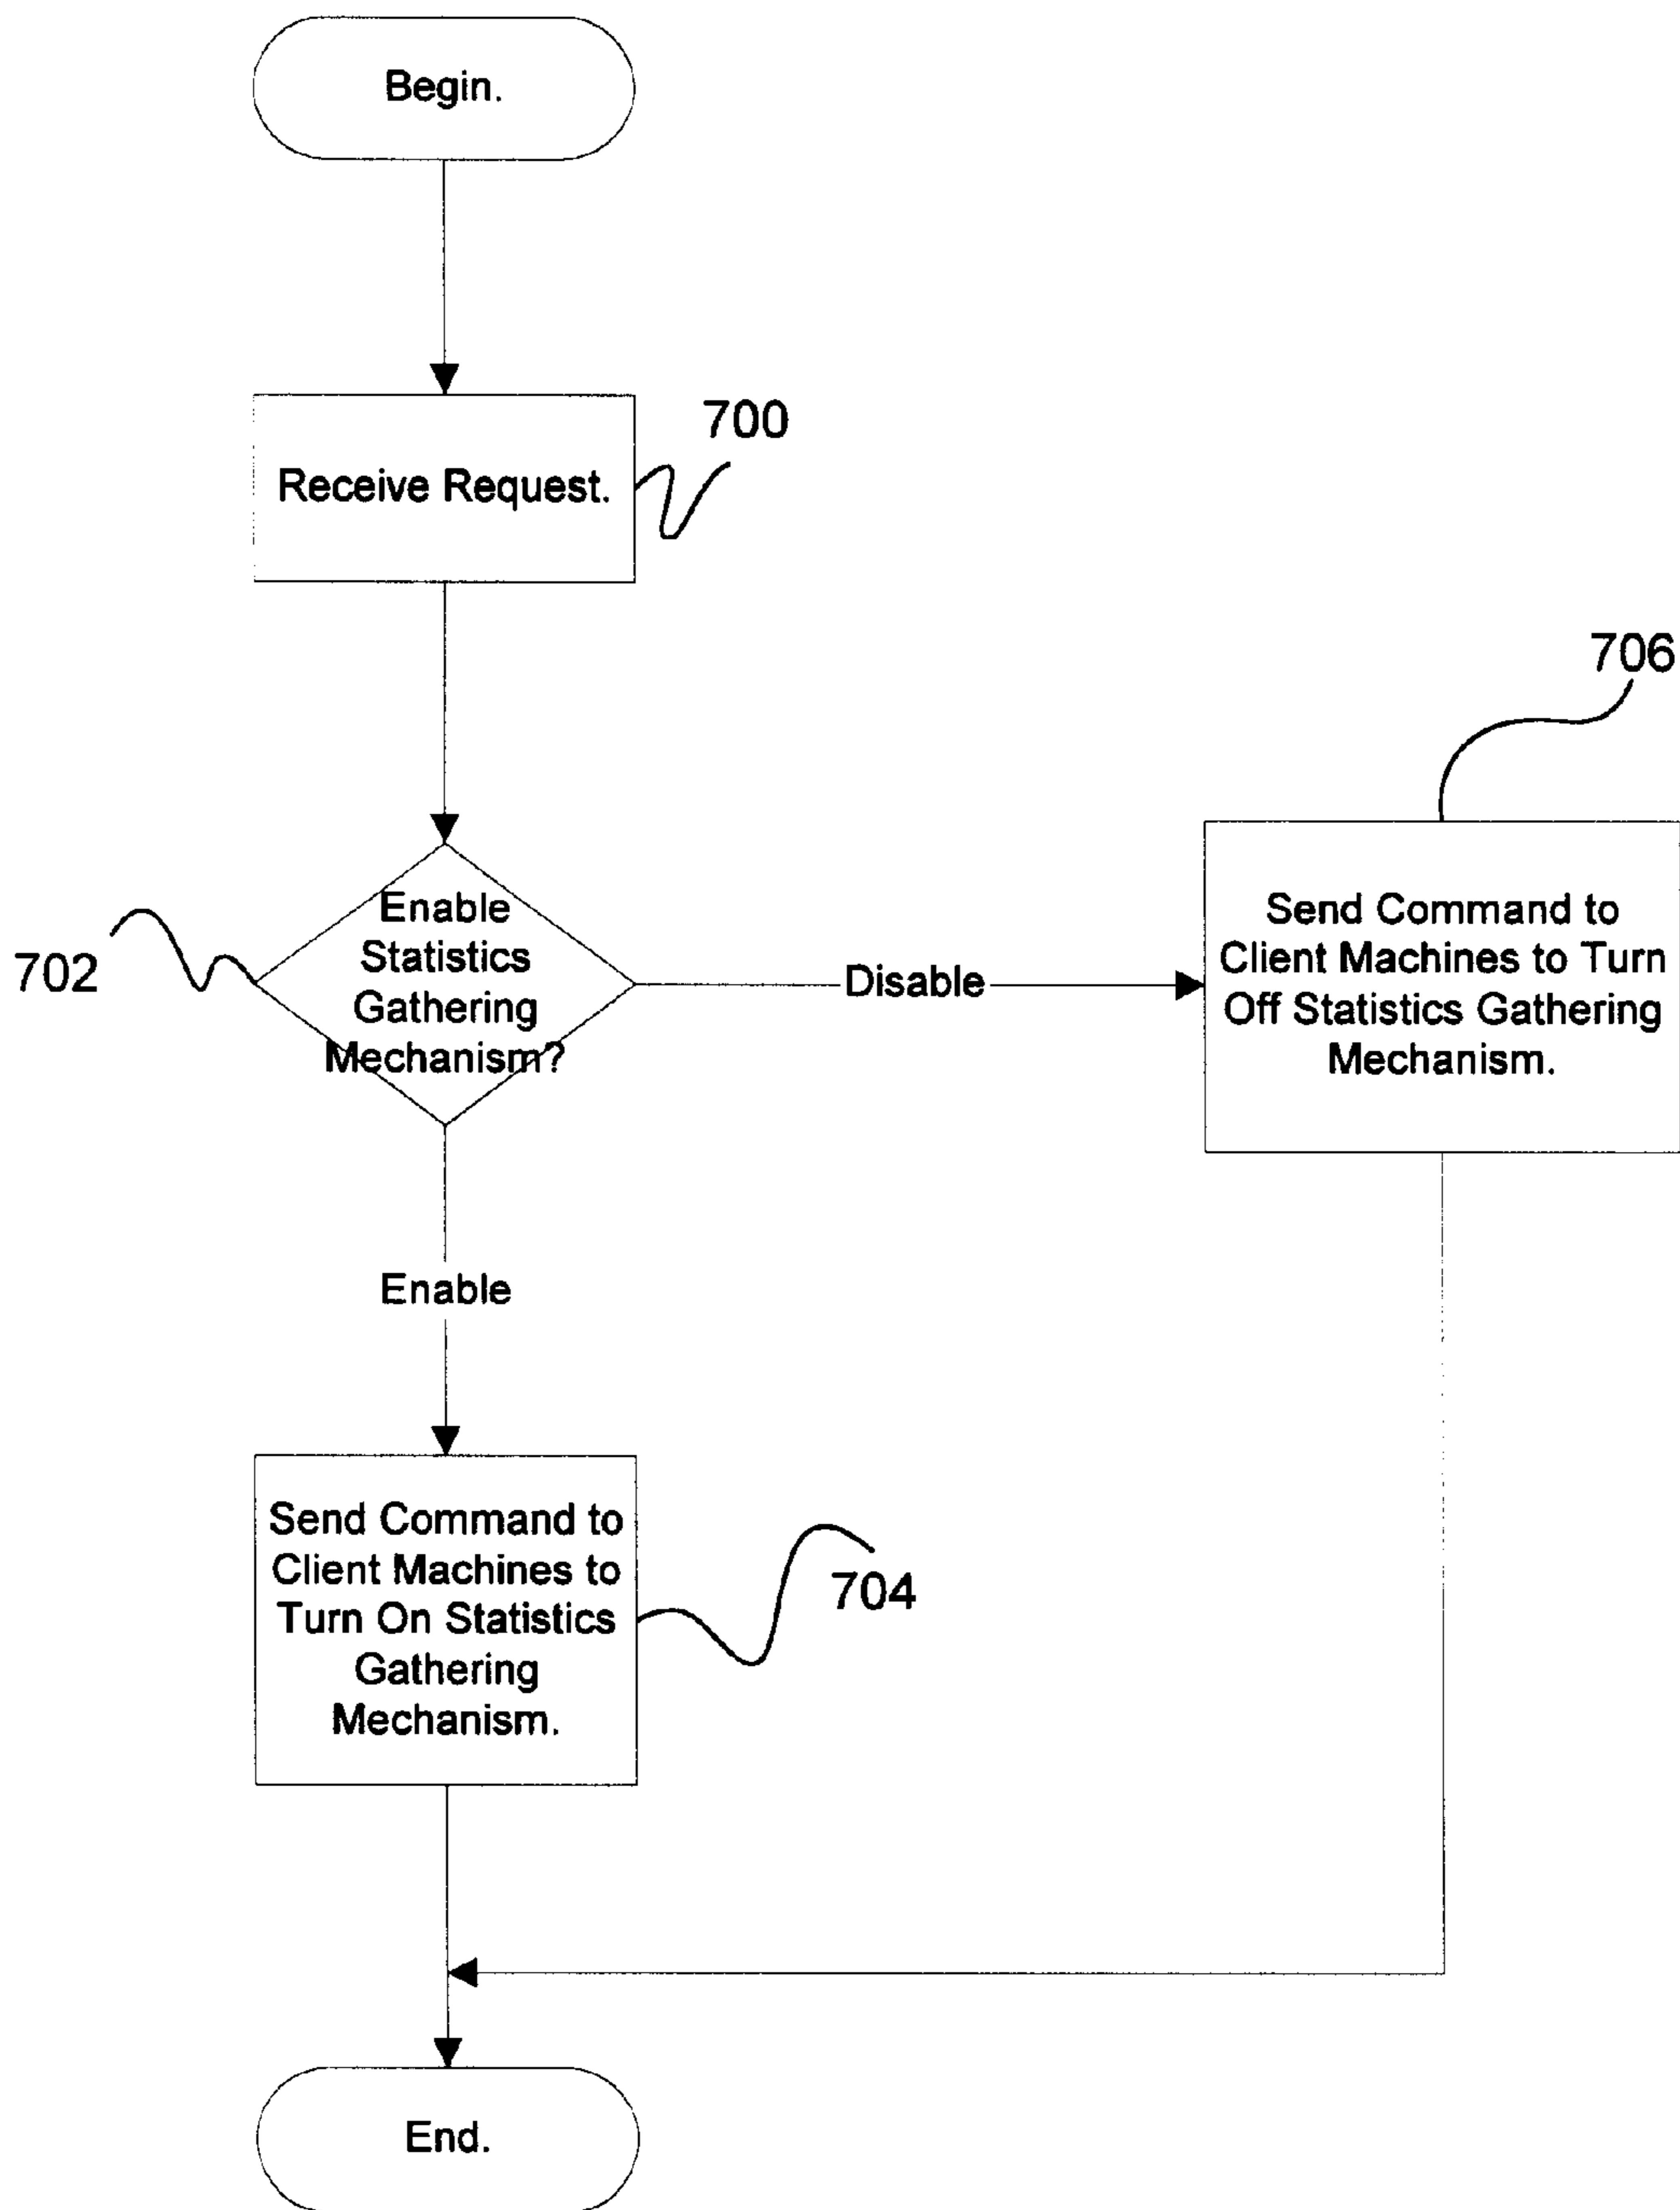 Begin.
700
Receive Request.
706
702
Enable
Statistics
Gathering
Mechanism?
Disable
Send Command to
Client Machines to Turn
Off Statistics Gathering
Mechanism.
Enable
Send Command to
Client Machines to
Turn On Statistics
Gathering
Mechanism.
704
End.